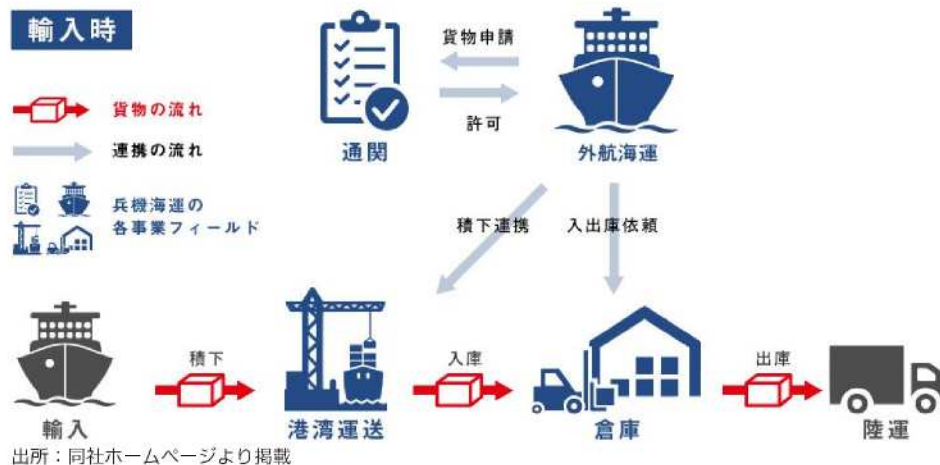 輸入時
貨物の流れ
連携の流れ
兵機海運の
各事業フィールド
貨物申請
許可
通関
外航海運
積下連携
入出庫依頼
積下
入庫
出庫
輸入
港湾運送
倉庫
陸運
出所：同社ホームページより掲載